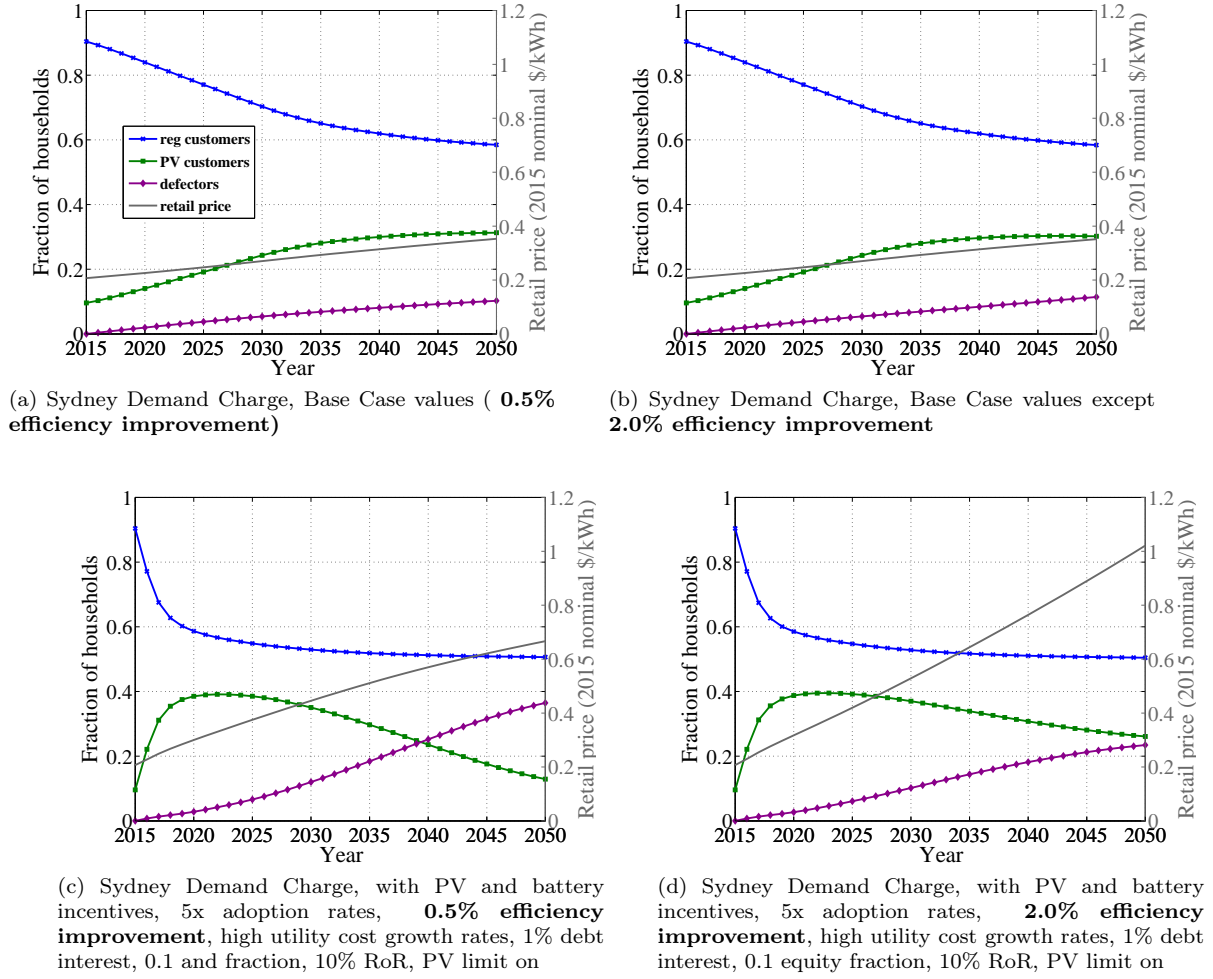 1
0.8
0.6
0.4
0.2
0
Fraction of households
1.2
1
0.8
0.6
0.4
0.2
0
Retail price (2015 nominal $/kWh)
reg customers
PV customers
defectors
retail price
2015 2020 2025 2030 2035 2040 2045 2050
Year
(a) Sydney Demand Charge, Base Case values ( 0.5%
efficiency improvement)
1
0.8
0.6
0.4
0.2
0
Fraction of households
1.2
1
0.8
0.6
0.4
0.2
0
Retail price (2015 nominal $/kWh)
2015 2020 2025 2030 2035 2040 2045 2050
Year
(b) Sydney Demand Charge, Base Case values except
2.0% efficiency improvement
1
0.8
0.6
0.4
0.2
0
Fraction of households
1.2
1
0.8
0.6
0.4
0.2
0
Retail price (2015 nominal $/kWh)
2015 2020 2025 2030 2035 2040 2045 2050
Year
(c) Sydney Demand Charge, with PV and battery
incentives, 5x adoption rates, 0.5% efficiency
improvement, high utility cost growth rates, 1% debt
interest, 0.1 and fraction, 10% RoR, PV limit on
1
0.8
0.6
0.4
0.2
0
Fraction of households
1.2
1
0.8
0.6
0.4
0.2
0
Retail price (2015 nominal $/kWh)
2015 2020 2025 2030 2035 2040 2045 2050
Year
(d) Sydney Demand Charge, with PV and battery
incentives, 5x adoption rates, 2.0% efficiency
improvement, high utility cost growth rates, 1% debt
interest, 0.1 equity fraction, 10% RoR, PV limit on